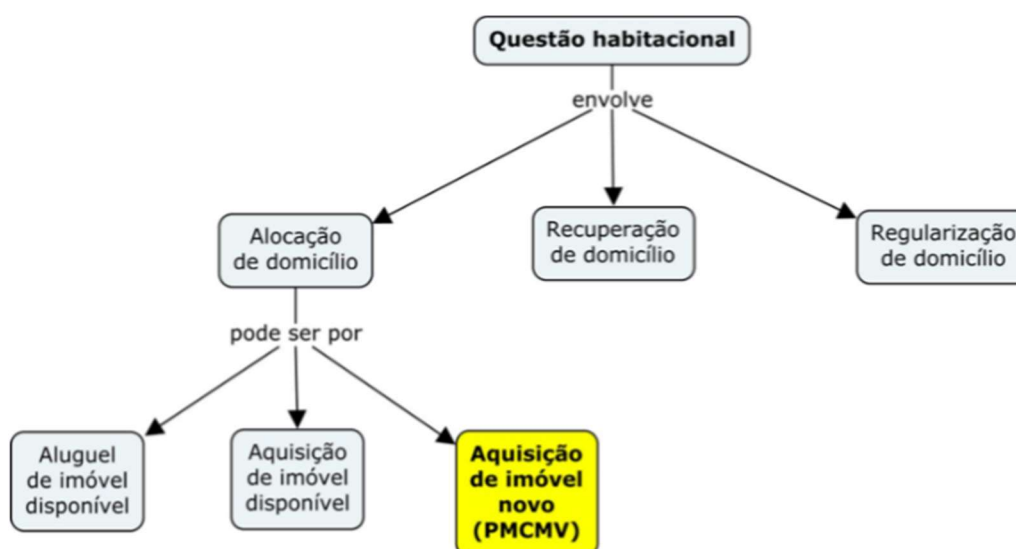 Questão habitacional
envolve
Alocação
de domicílio
Recuperação
de domicílio
Regularização
de domicílio
pode ser por
Aluguel
de imóvel
disponível
Aquisição
de imóvel
disponível
Aquisição
de imóvel
novo
(PMCMV)